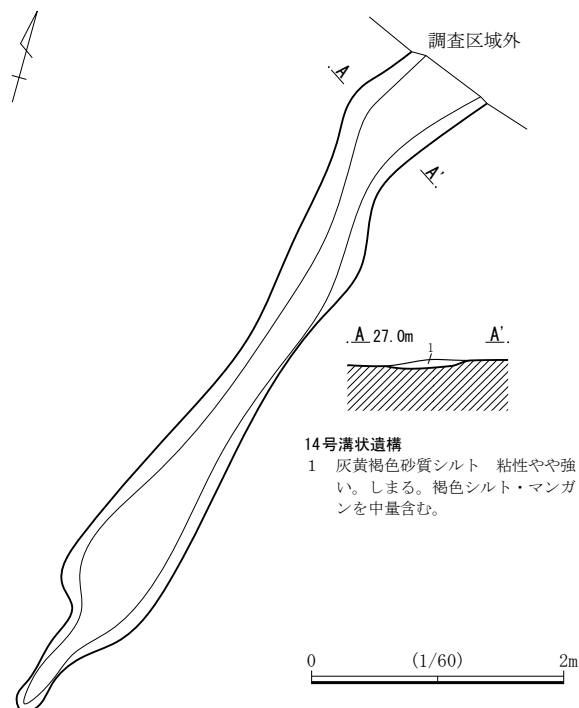 調査区域外
A
A'
A 27.0m A'
1
14号溝状遺構
1 灰黄褐色砂質シルト 粘性やや強
い。しまる。褐色シルト・マンガ
ンを中量含む。
0 (1/60) 2m